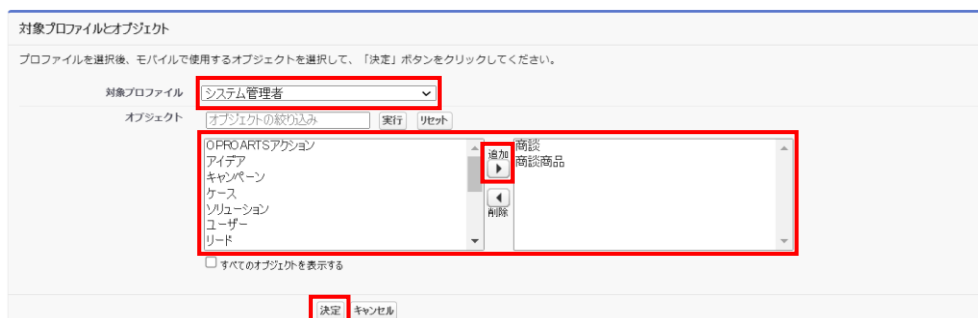 対象プロファイルとオブジェクト
プロファイルを選択後、モバイルで使用するオブジェクトを選択して、「決定」ボタンをクリックしてください。
対象プロファイル システム管理者
オブジェクト オブジェクトの絞り込み 実行 リセット
OPROARTSアクション
アイデア
キャンペーン
ケース
ソリューション
ユーザー
リード
追加
削除
商談
商談商品
すべてのオブジェクトを表示する
決定 キャンセル